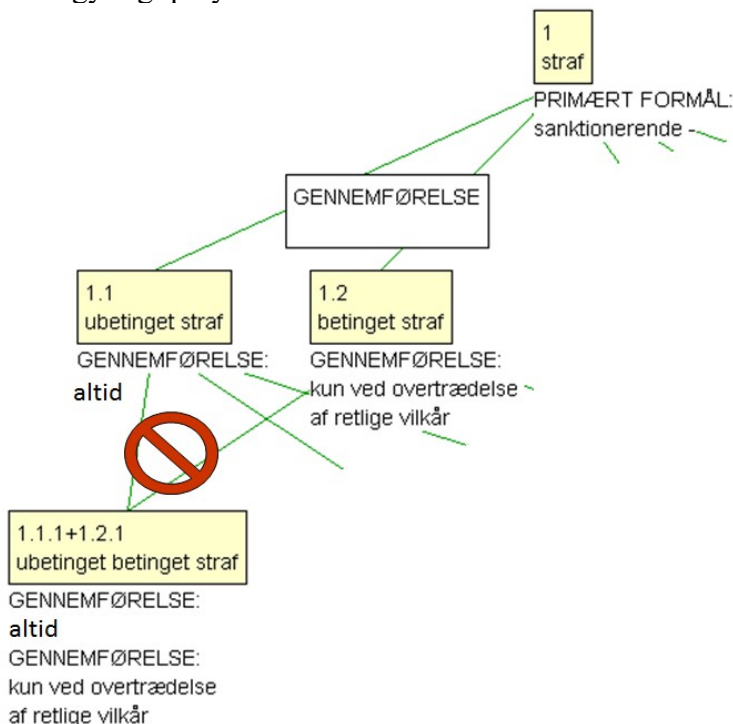 1
straf
PRIMÆRT FORMÅL:
sanktionerende -
GENNEMFØRELSE
1.1
ubetinget straf
GENNEMFØRELSE:
altid
1.2
betinget straf
GENNEMFØRELSE:
kun ved overtrædelse
af retlige vilkår
1.1.1+1.2.1
ubetinget betinget straf
GENNEMFØRELSE:
altid
GENNEMFØRELSE:
kun ved overtrædelse
af retlige vilkår